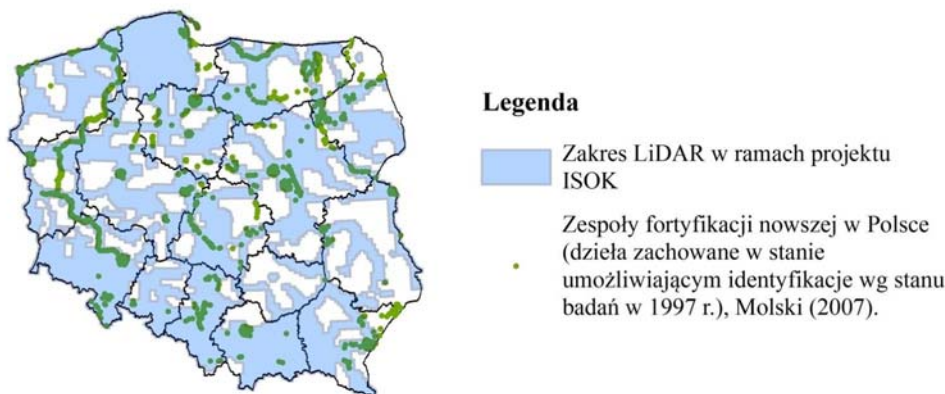 Legenda
Zakres LiDAR w ramach projektu
ISOK
Zespoły fortyfikacji nowszej w Polsce
(dzieła zachowane w stanie
umożliwiającym identyfikacje wg stanu
badań w 1997 r.), Molski (2007).